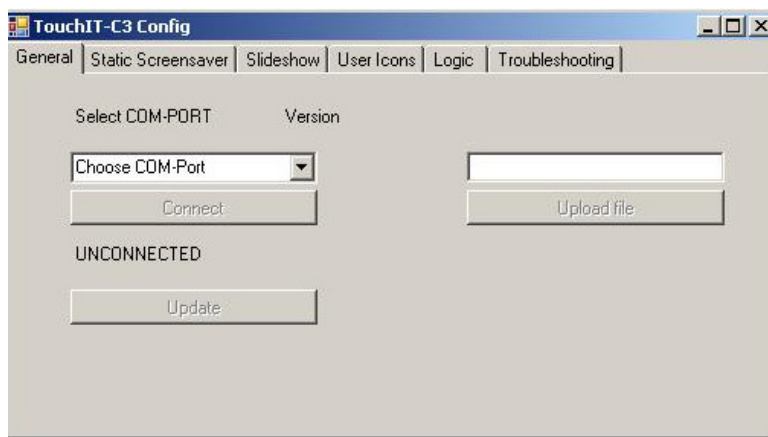 TouchIT-C3 Config
General Static Screensaver Slideshow User Icons Logic Troubleshooting
Select COM-PORT Version
Choose COM-Port
Connect Upload file
UNCONNECTED
Update